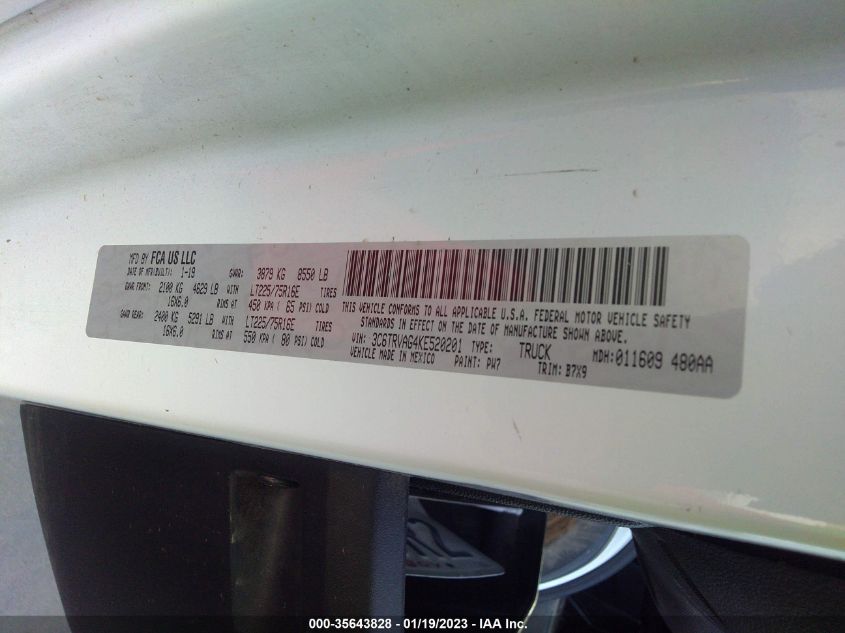 MFD BY FCA US LLC
DATE OF MFR(BUILT): 1-19 GVWR: 3878 KG 8550 LB
GAWR FRONT: 2100 KG 4629 LB WITH LT225/75R16E TIRES
16X6.0 RIMS AT 450 KPA ( 65 PSI) COLD
GAWR REAR: 2400 KG 5291 LB WITH LT225/75R16E TIRES
16X6.0 RIMS AT 550 KPA ( 80 PSI) COLD
THIS VEHICLE CONFORMS TO ALL APPLICABLE U.S.A. FEDERAL MOTOR VEHICLE SAFETY
STANDARDS IN EFFECT ON THE DATE OF MANUFACTURE SHOWN ABOVE.
VIN: 3C6TRVAG4KE520201 TYPE: TRUCK MDH:011609 480AA
VEHICLE MADE IN MEXICO PAINT: PW7 TRIM: B7X9
000-35643828 - 01/19/2023 - IAA Inc.